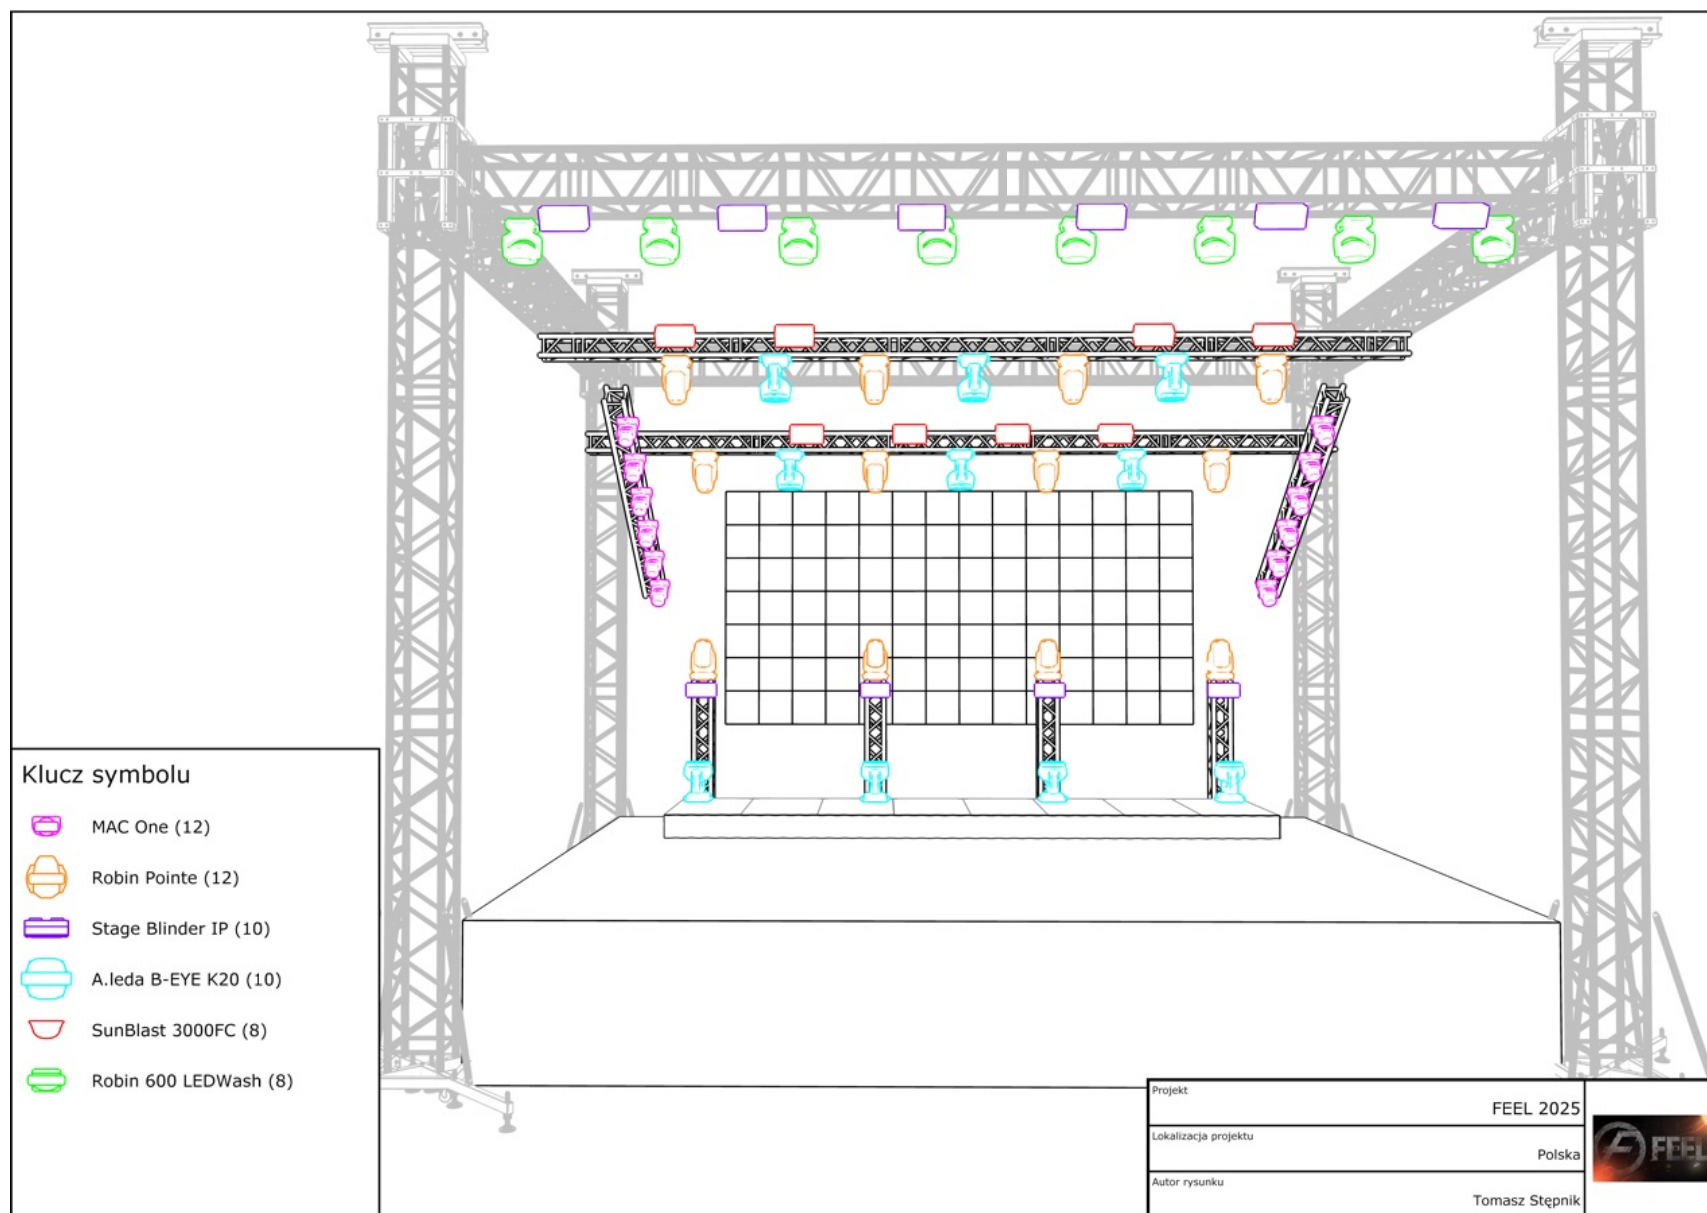 Klucz symbolu
MAC One (12)
Robin Pointe (12)
Stage Blinder IP (10)
A.leda B-EYE K20 (10)
SunBlast 3000FC (8)
Robin 600 LEDWash (8)
Projekt
FEEL 2025
Lokalizacja projektu
Polska
Autor rysunku
Tomasz Stępnik
FEEL